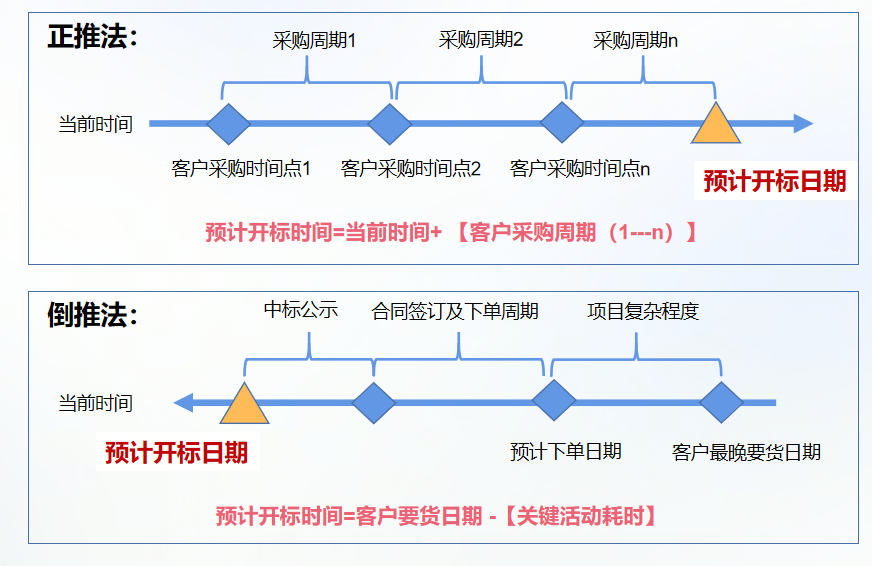 正推法：
采购周期1 采购周期2 采购周期n
当前时间
客户采购时间点1 客户采购时间点2 客户采购时间点n
预计开标日期
预计开标时间=当前时间+ 【客户采购周期（1---n）】
倒推法：
中标公示 合同签订及下单周期 项目复杂程度
当前时间
预计开标日期 预计下单日期 客户最晚要货日期
预计开标时间=客户要货日期 -【关键活动耗时】